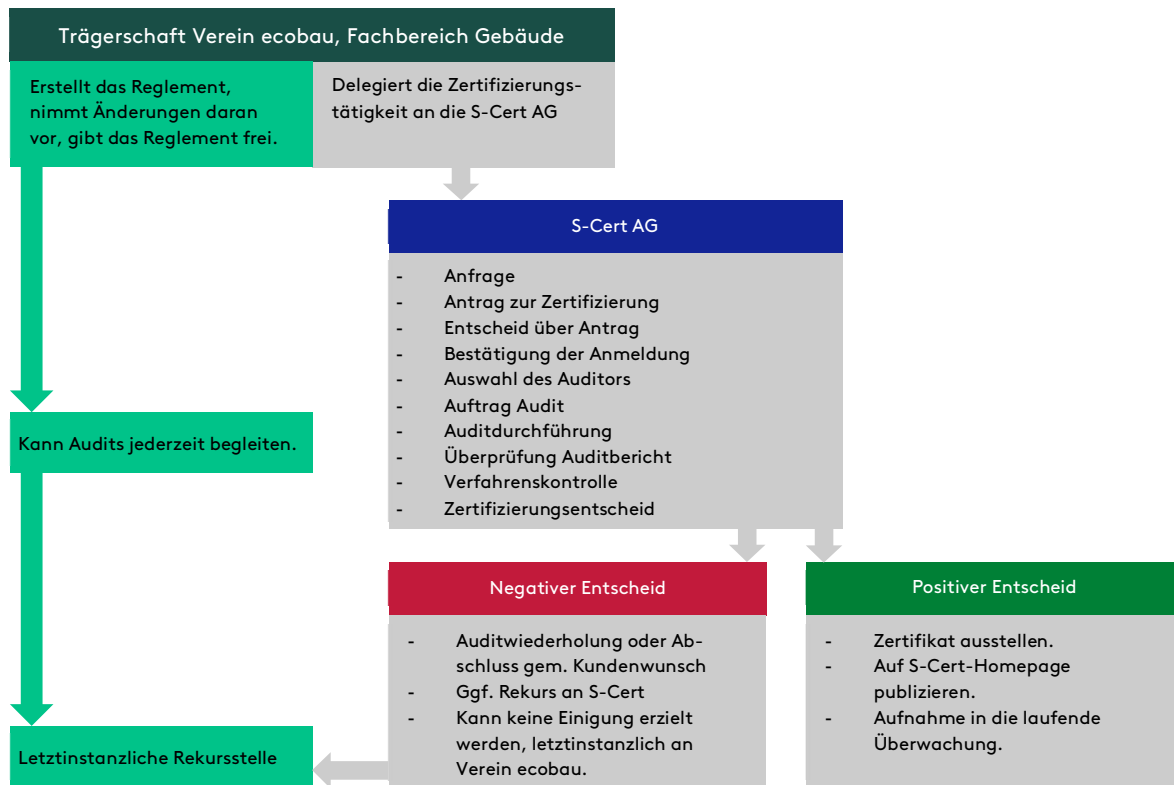 Trägerschaft Verein ecobau, Fachbereich Gebäude
Erstellt das Reglement,
nimmt Änderungen daran
vor, gibt das Reglement frei.
Delegiert die Zertifizierungs-
tätigkeit an die S-Cert AG
S-Cert AG
- Anfrage
- Antrag zur Zertifizierung
- Entscheid über Antrag
- Bestätigung der Anmeldung
- Auswahl des Auditors
- Auftrag Audit
- Auditdurchführung
- Überprüfung Auditbericht
- Verfahrenskontrolle
- Zertifizierungsentscheid
Kann Audits jederzeit begleiten.
Negativer Entscheid
- Auditwiederholung oder Ab-
schluss gem. Kundenwunsch
- Ggf. Rekurs an S-Cert
- Kann keine Einigung erzielt
werden, letztinstanzlich an
Verein ecobau.
Positiver Entscheid
- Zertifikat ausstellen.
- Auf S-Cert-Homepage
publizieren.
- Aufnahme in die laufende
Überwachung.
Letztinstanzliche Rekursstelle